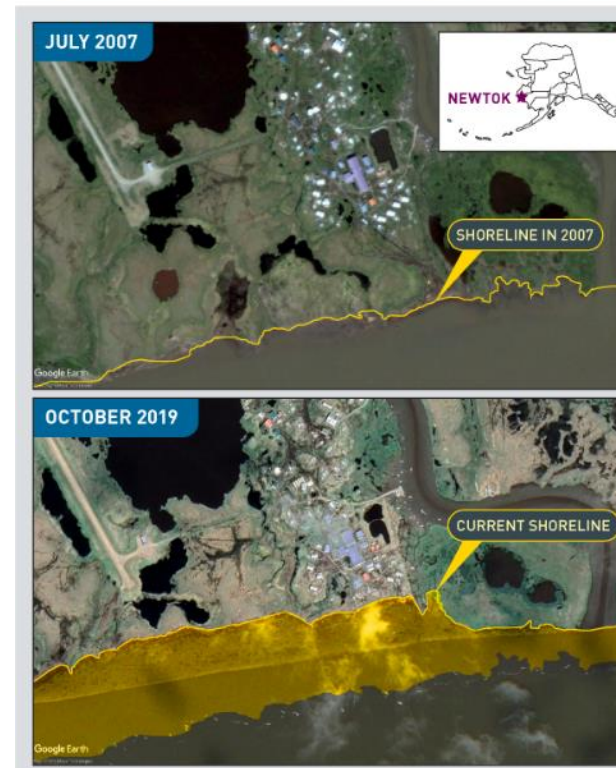 JULY 2007
NEWTOK
SHORELINE IN 2007
Google Earth
OCTOBER 2019
CURRENT SHORELINE
Google Earth